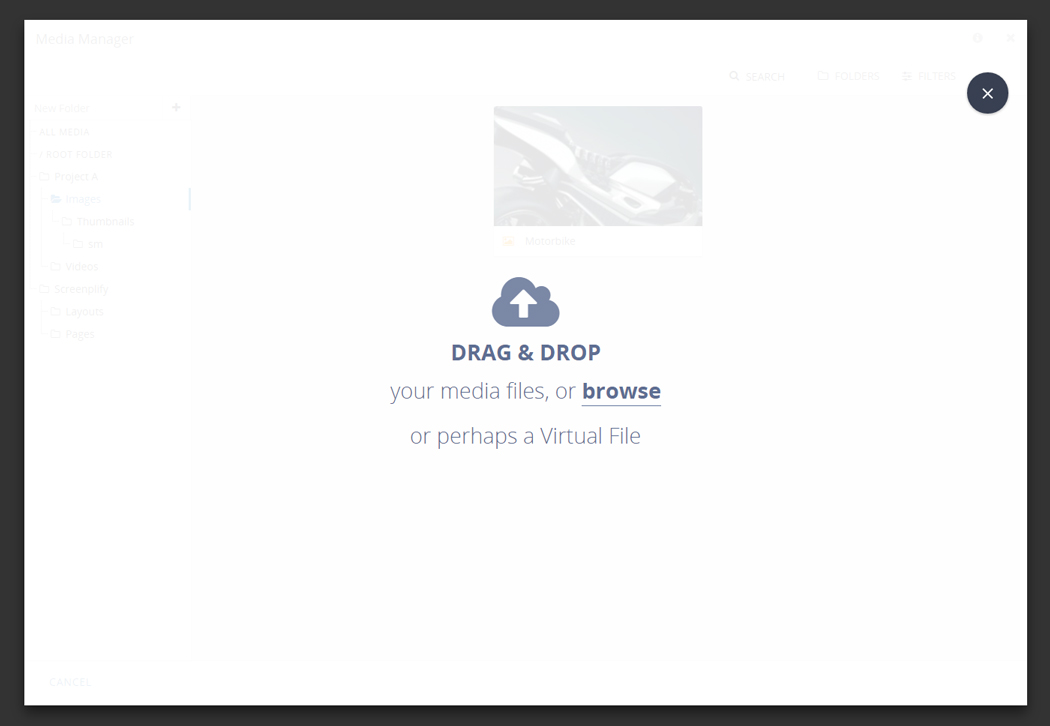 Media Manager
SEARCH
FOLDERS
FILTERS
New Folder
ALL MEDIA
/ ROOT FOLDER
Project A
Images
Thumbnails
sm
Videos
Screenpify
Layouts
Pages
Motorbike
DRAG & DROP
your media files, or browse
or perhaps a Virtual File
CANCEL